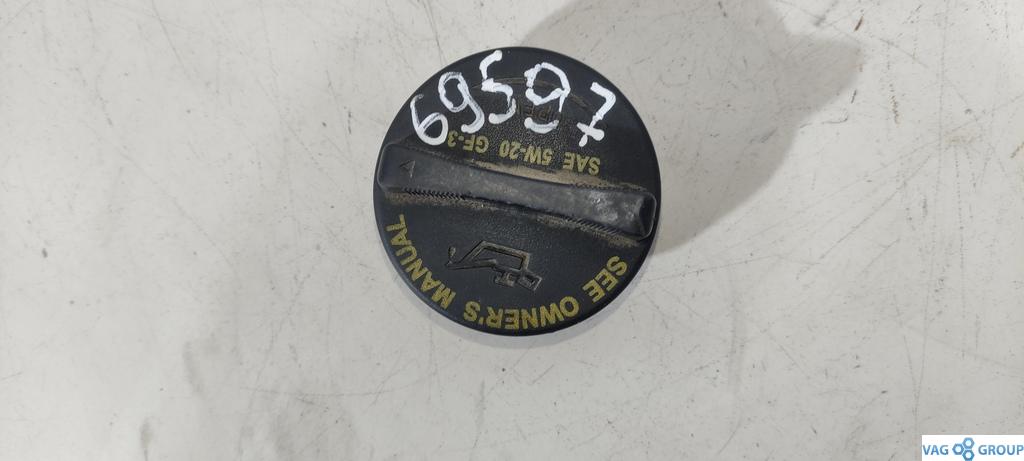 69597
SAE 5W-20 GF-3
SEE OWNER'S MANUAL
VAG GROUP